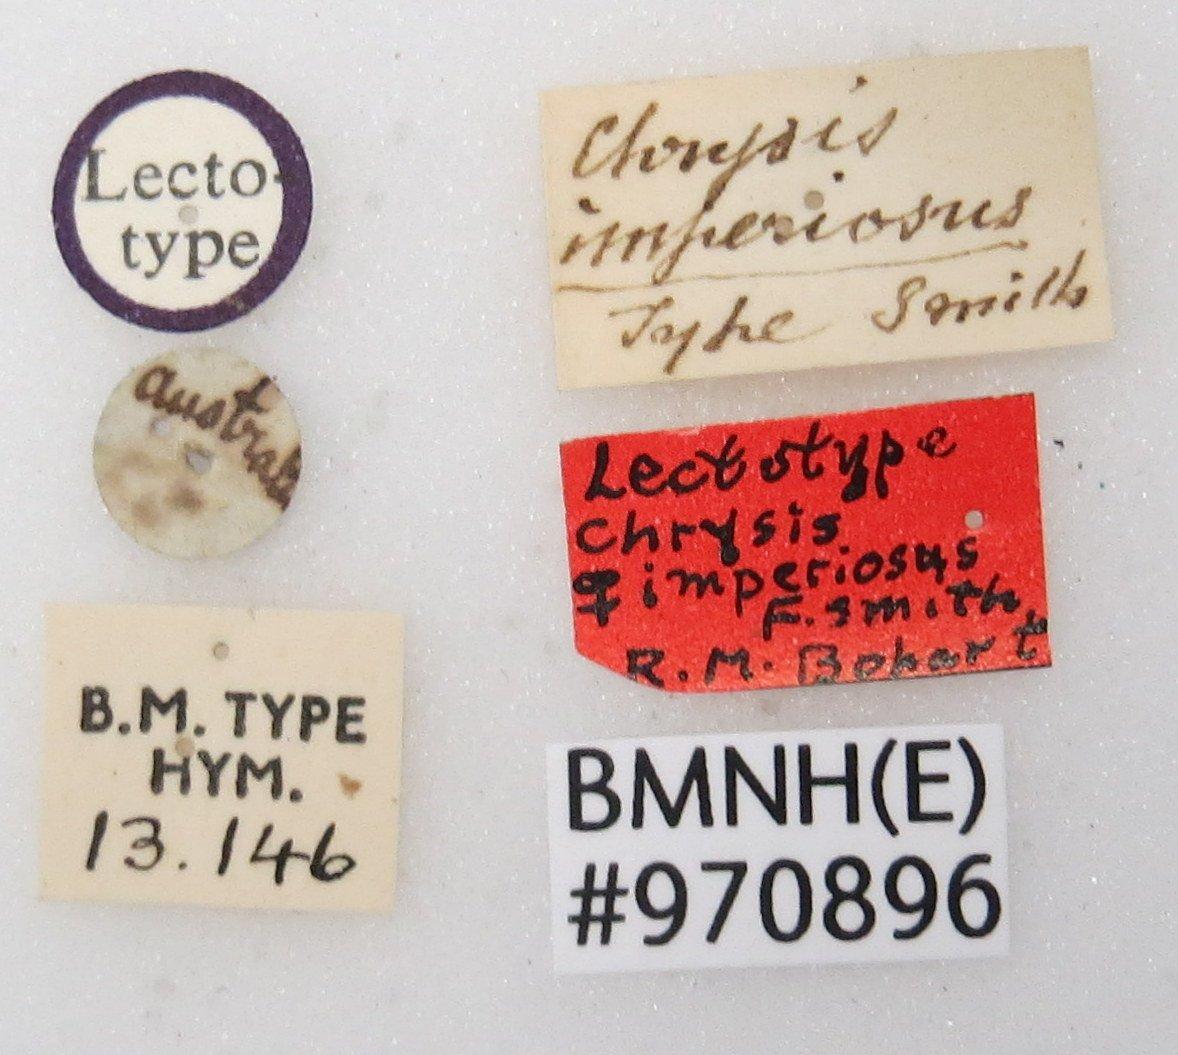 Lecto-
type
Austral
B.M. TYPE
HYM.
13.146
Chrysis
imperiosus
Type Smith
Lectotype
Chrysis
♀ imperiosus
F. Smith
R.M. Bohart
BMNH(E)
#970896